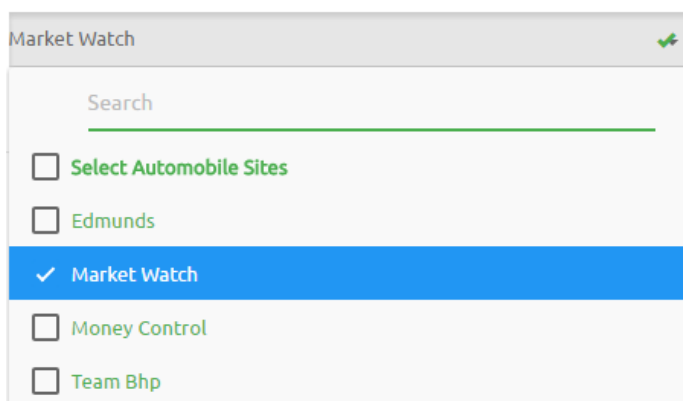 Market Watch
Search
Select Automobile Sites
Edmunds
Market Watch
Money Control
Team Bhp